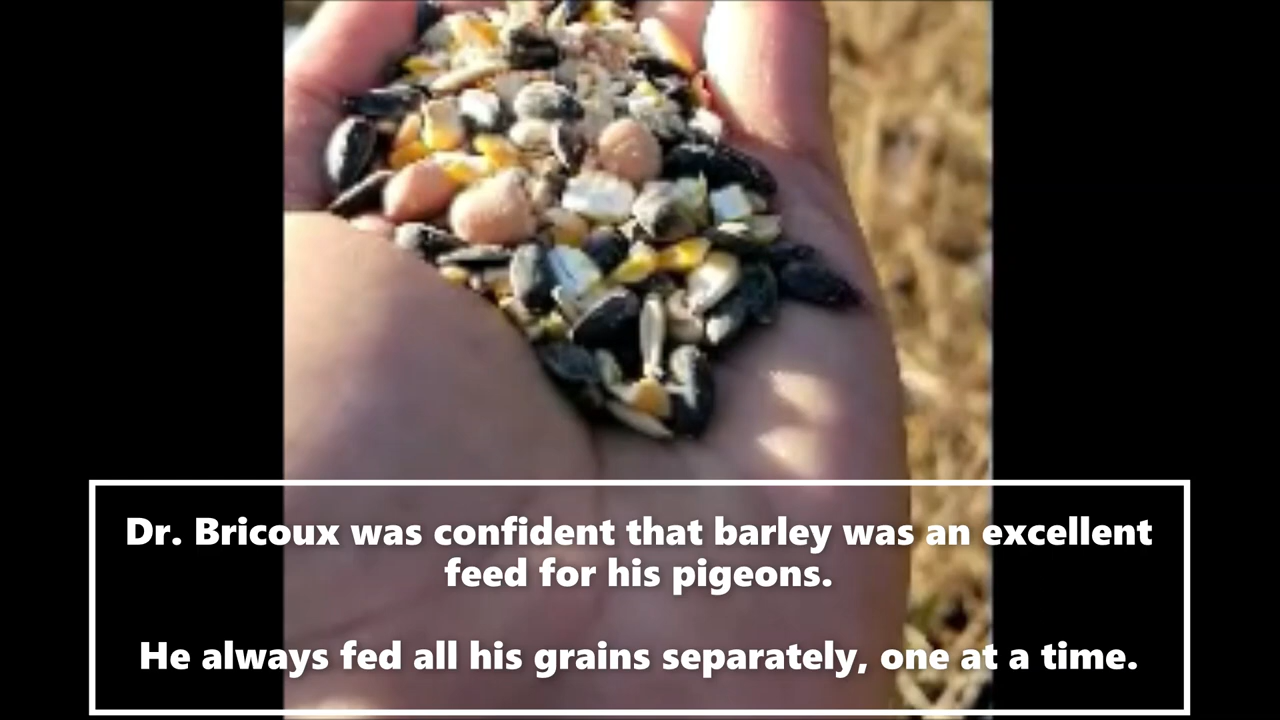 Dr. Bricoux was confident that barley was an excellent
feed for his pigeons.
He always fed all his grains separately, one at a time.